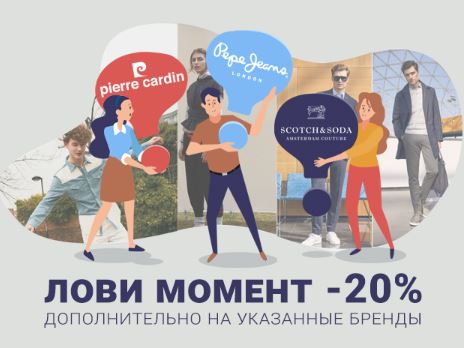 pierre cardin
Pepe Jeans
LONDON
SCOTCH&SODA
AMSTERDAM COUTURE
ЛОВИ МОМЕНТ -20%
ДОПОЛНИТЕЛЬНО НА УКАЗАННЫЕ БРЕНДЫ